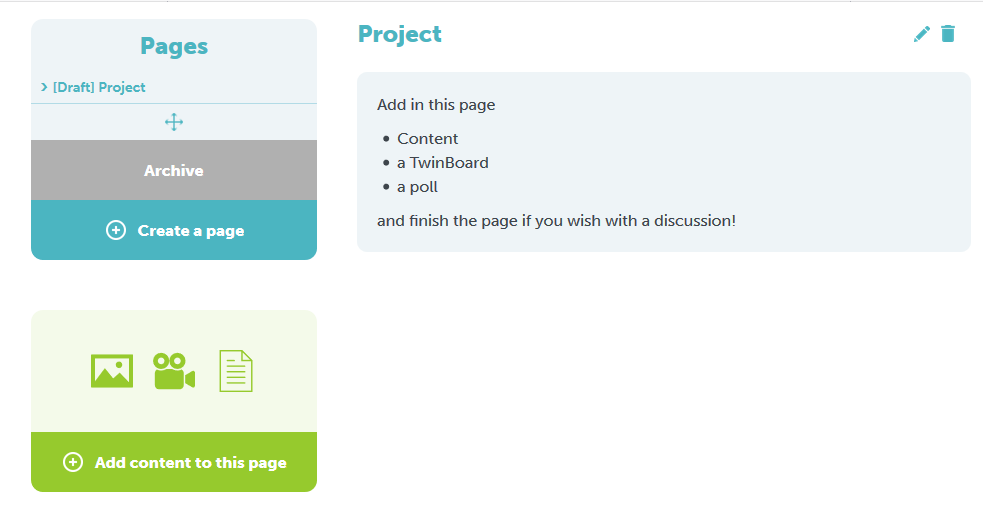 Pages
[Draft] Project
Archive
Create a page
Add content to this page
Project
Add in this page
Content
a TwinBoard
a poll
and finish the page if you wish with a discussion!